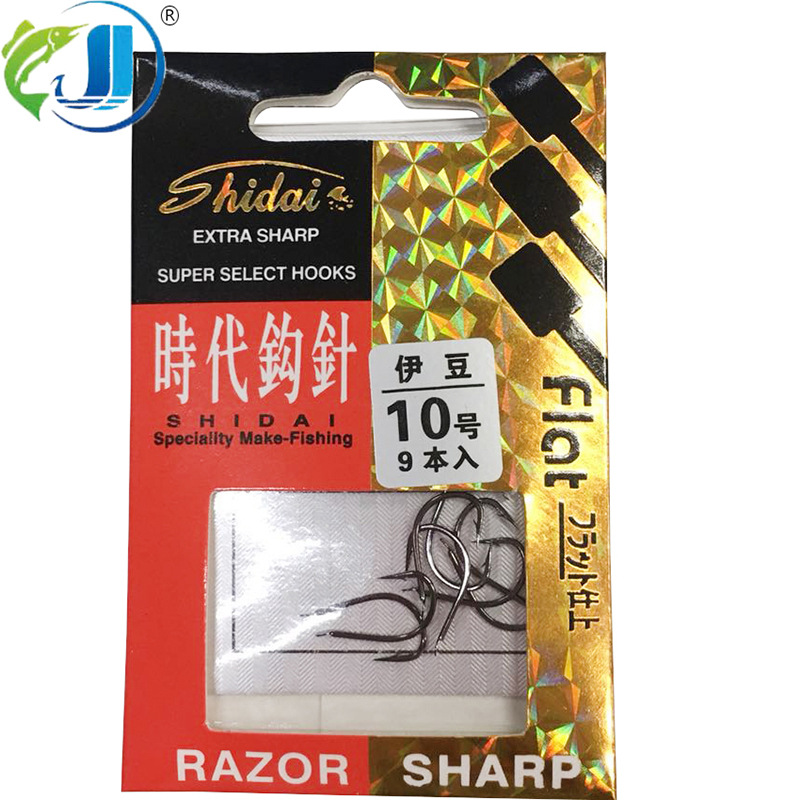 J
®
Shidai
EXTRA SHARP
SUPER SELECT HOOKS
時代鈎針
SHIDAI
Speciality Make-Fishing
伊豆
10号
9本入
Flat
フラット仕上
RAZOR SHARP